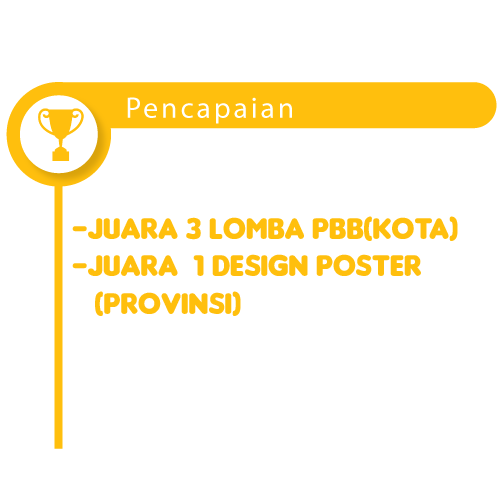 Pencapaian
-JUARA 3 LOMBA PBB(KOTA)
-JUARA 1 DESIGN POSTER
(PROVINSI)